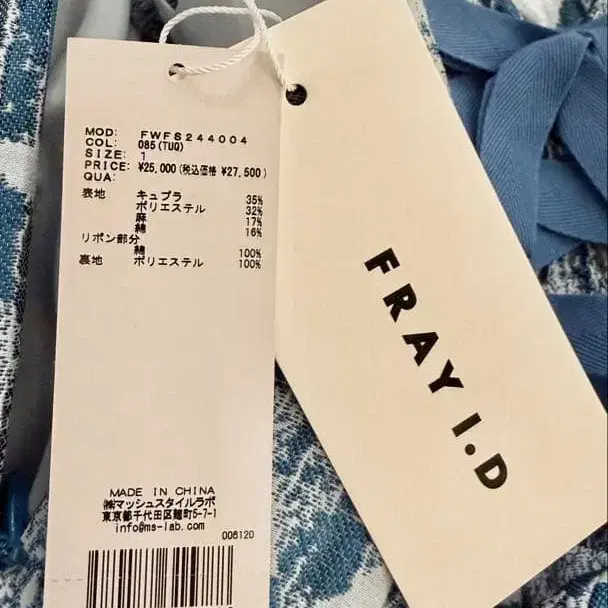 MOD: FWFS244004
COL: 085(TUQ)
SIZE: 1
PRICE: ¥25,000(税込価格 ¥27,500)
QUA:
表地 キュプラ 35%
ポリエステル 32%
麻 17%
綿 16%
リボン部分
綿 100%
裏地 ポリエステル 100%
MADE IN CHINA
㈱マッシュスタイルラボ
東京都千代田区麹町5-7-1
info@ms-lab.com
006120
FRAY I.D